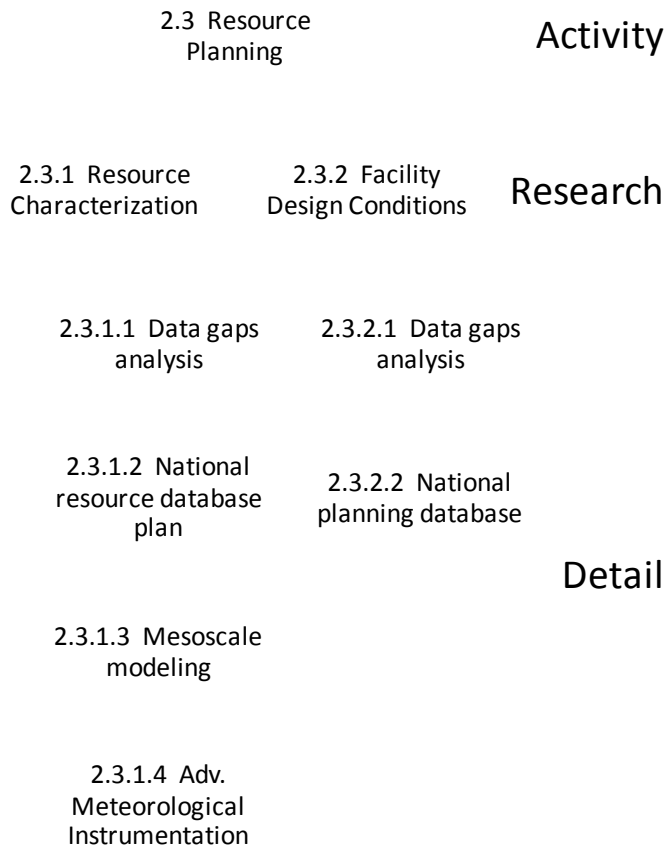 2.3 Resource
Planning
Activity
2.3.1 Resource
Characterization
2.3.2 Facility
Design Conditions
Research
2.3.1.1 Data gaps
analysis
2.3.2.1 Data gaps
analysis
2.3.1.2 National
resource database
plan
2.3.2.2 National
planning database
Detail
2.3.1.3 Mesoscale
modeling
2.3.1.4 Adv.
Meteorological
Instrumentation